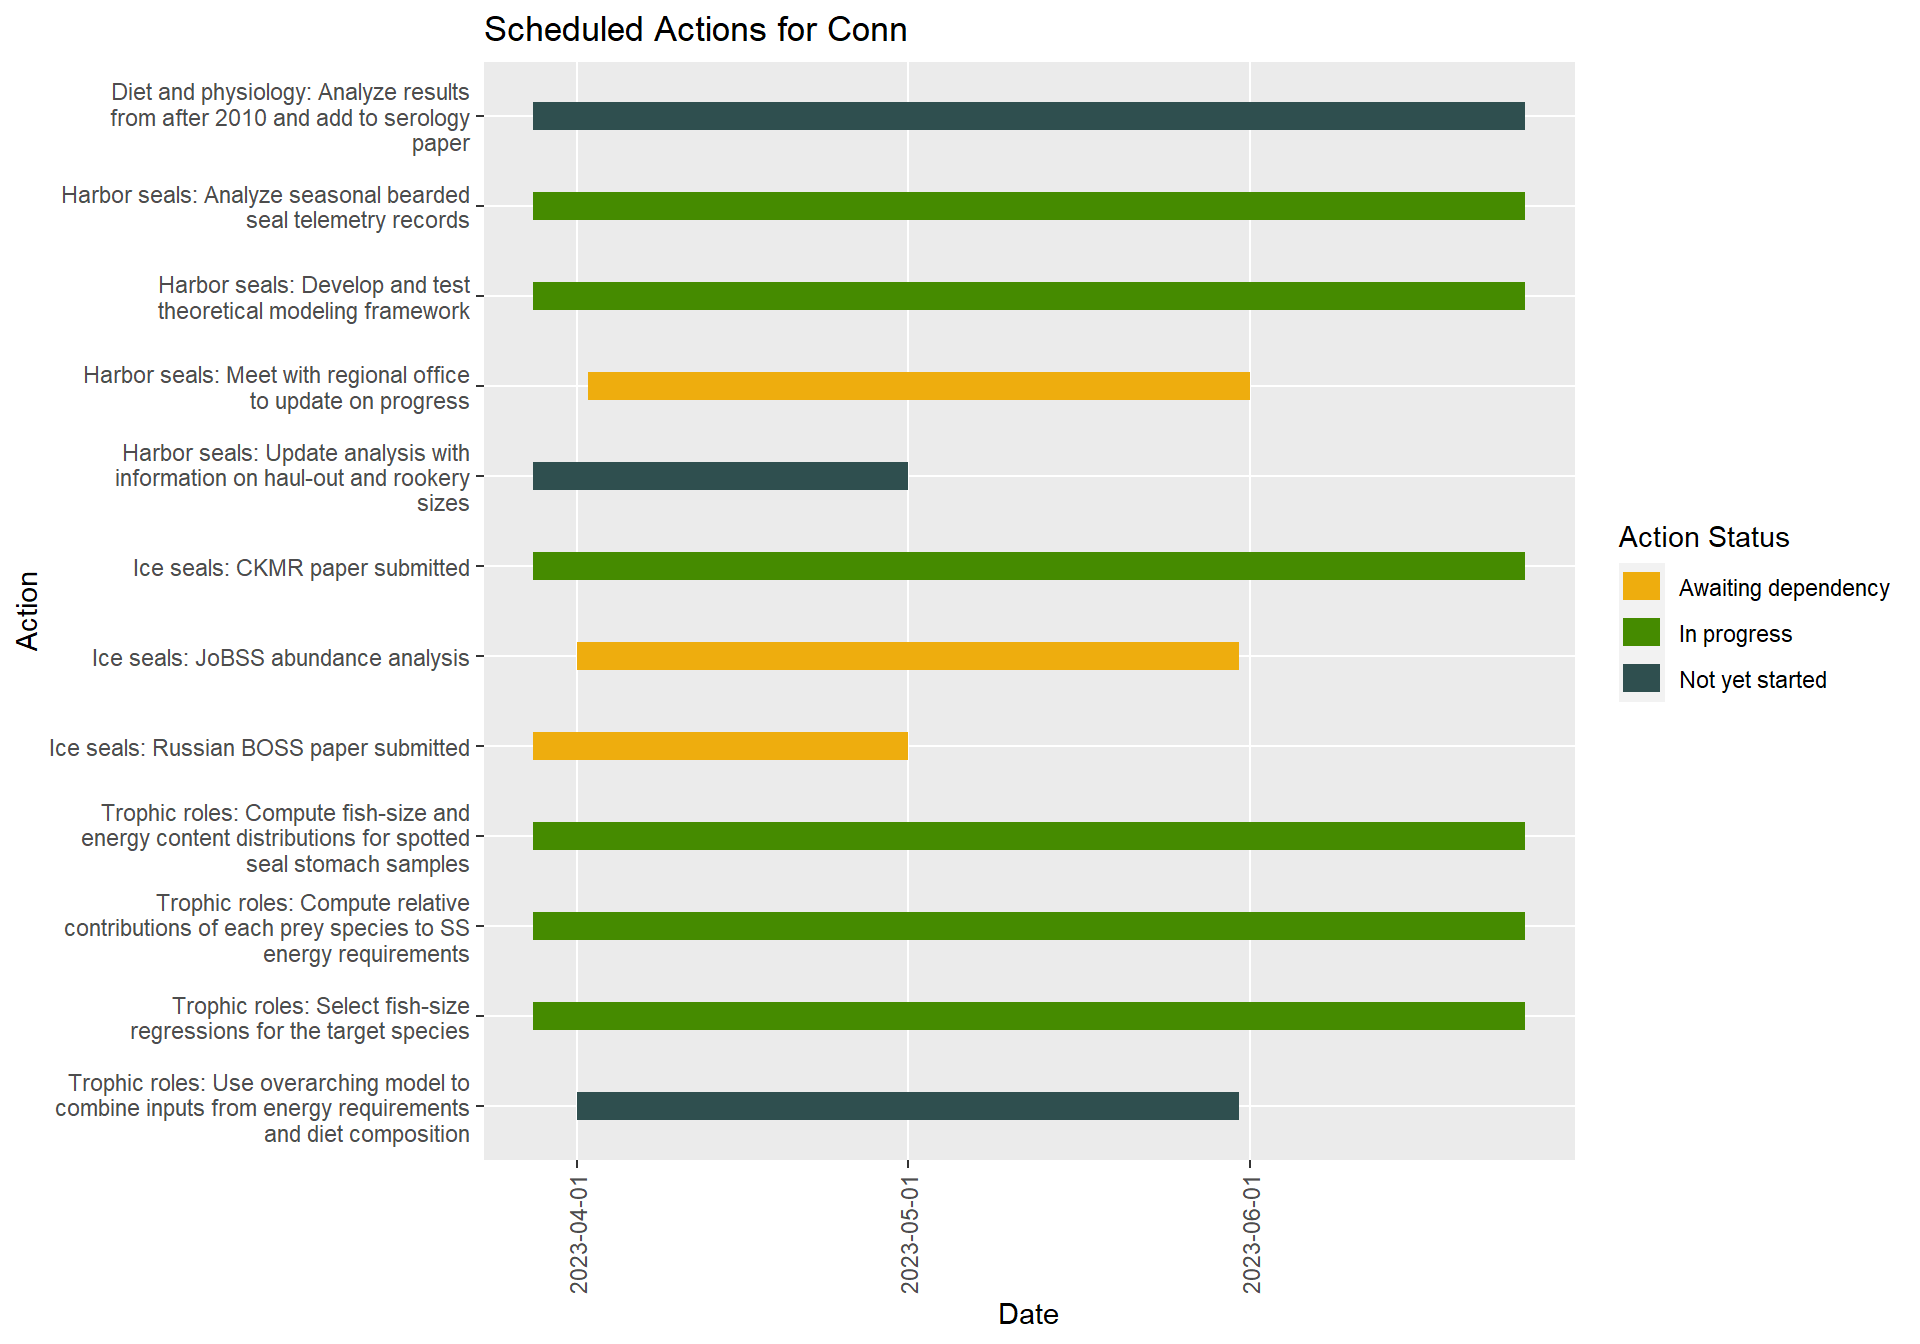 Scheduled Actions for Conn
Diet and physiology: Analyze results
from after 2010 and add to serology
paper
Harbor seals: Analyze seasonal bearded
seal telemetry records
Harbor seals: Develop and test
theoretical modeling framework
Harbor seals: Meet with regional office
to update on progress
Harbor seals: Update analysis with
information on haul-out and rookery
sizes
Ice seals: CKMR paper submitted
Ice seals: JoBSS abundance analysis
Ice seals: Russian BOSS paper submitted
Trophic roles: Compute fish-size and
energy content distributions for spotted
seal stomach samples
Trophic roles: Compute relative
contributions of each prey species to SS
energy requirements
Trophic roles: Select fish-size
regressions for the target species
Trophic roles: Use overarching model to
combine inputs from energy requirements
and diet composition
Action
2023-04-01
2023-05-01
2023-06-01
Date
Action Status
Awaiting dependency
In progress
Not yet started